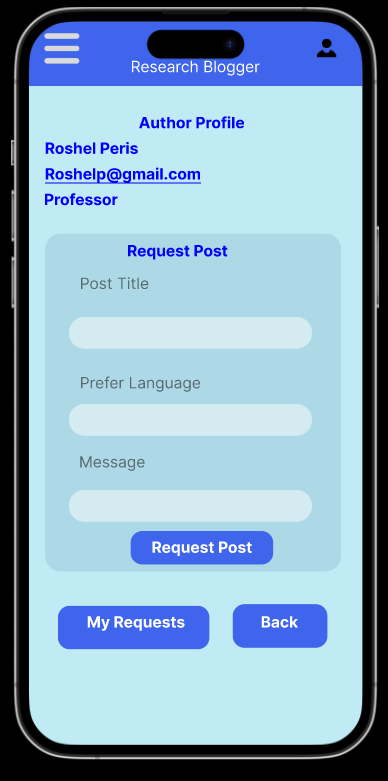 Research Blogger
Author Profile
Roshel Peris
Roshelp@gmail.com
Professor
Request Post
Post Title
Prefer Language
Message
Request Post
My Requests
Back